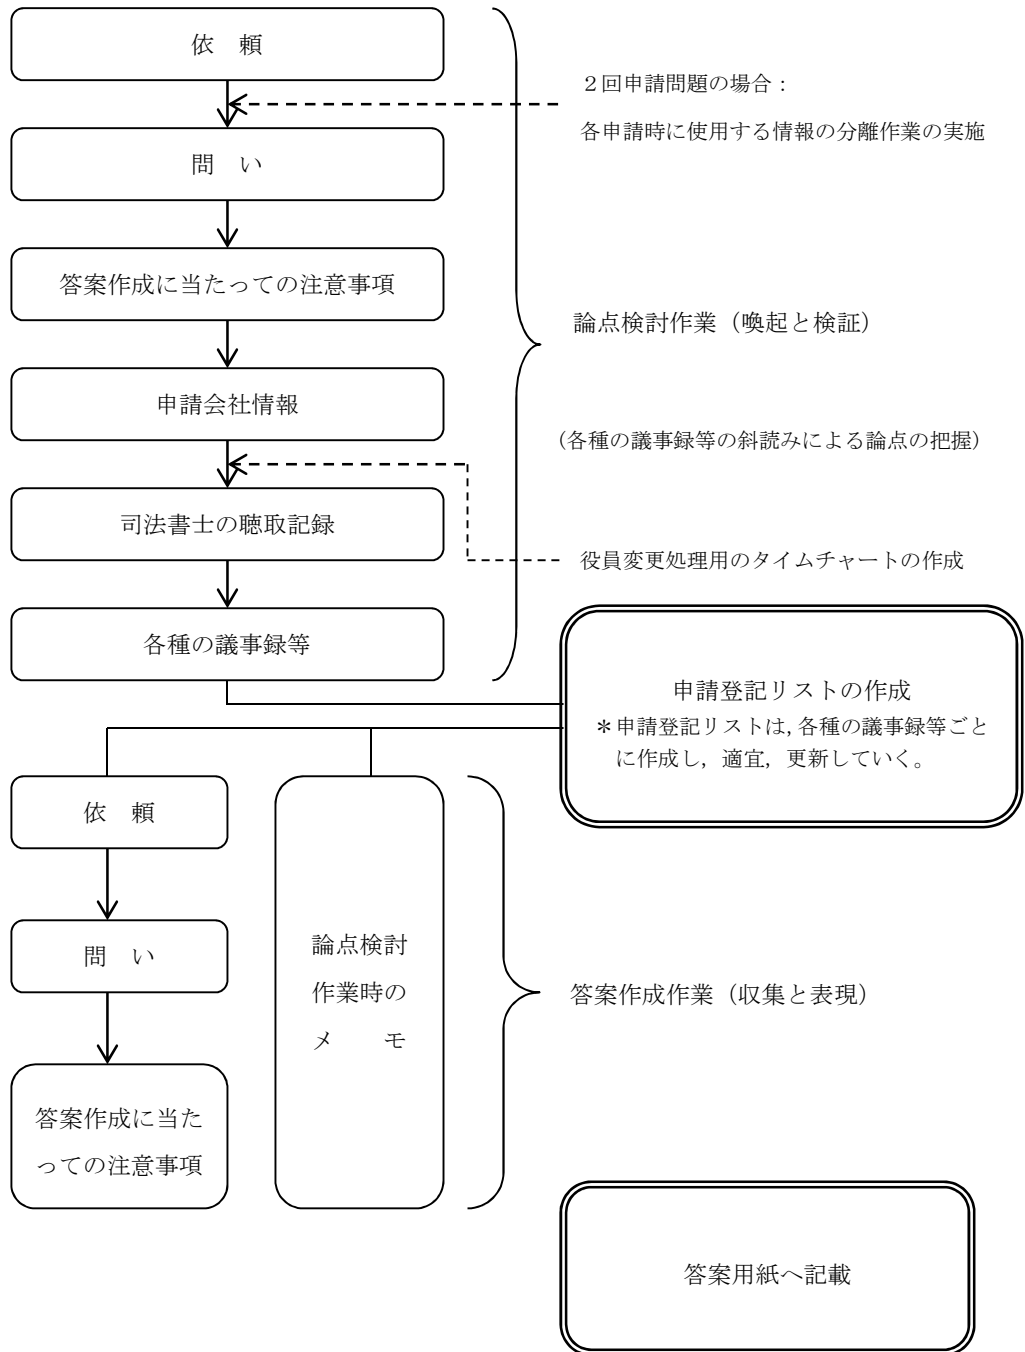 依　頼
２回申請問題の場合：
各申請時に使用する情報の分離作業の実施
問　い
答案作成に当たっての注意事項
論点検討作業（喚起と検証）
申請会社情報
（各種の議事録等の斜読みによる論点の把握）
司法書士の聴取記録
役員変更処理用のタイムチャートの作成
各種の議事録等
申請登記リストの作成
＊申請登記リストは，各種の議事録等ごと
に作成し，適宜，更新していく。
依　頼
問　い
答案作成に当た
っての注意事項
論点検討
作業時の
メ　　モ
答案作成作業（収集と表現）
答案用紙へ記載